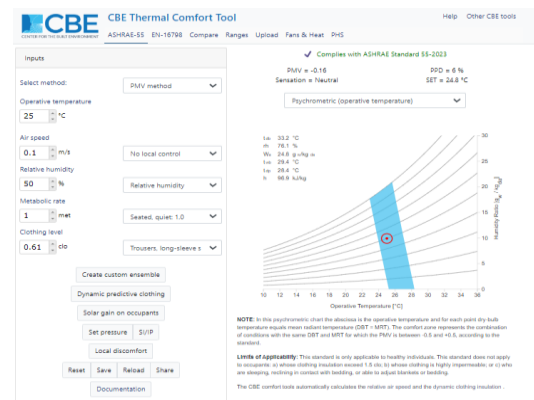 CBE
CENTER FOR THE BUILT ENVIRONMENT
CBE Thermal Comfort Tool
Help Other CBE tools
ASHRAE-55 EN-16798 Compare Ranges Upload Fans & Heat PHS
Inputs
Select method:
PMV method
Operative temperature
25 °C
Air speed
0.1 m/s
No local control
Relative humidity
50 %
Relative humidity
Metabolic rate
1 met
Seated, quiet: 1.0
Clothing level
0.61 clo
Trousers, long-sleeve s
Create custom ensemble
Dynamic predictive clothing
Solar gain on occupants
Set pressure SI/IP
Local discomfort
Reset Save Reload Share
Documentation
✓ Complies with ASHRAE Standard 55-2023
PMV = -0.16 PPD = 6 %
Sensation = Neutral SET = 24.8 °C
Psychrometric (operative temperature)
33.2 °C
rh 76.1 %
24.6
29.4 °C
28.4 °C
h 96.9 kJ/kg
30
25
20
15
10
5
0
Humidity Ratio
10 12 14 16 18 20 22 24 26 28 30 32 34 36
Operative Temperature [°C]
NOTE: In this psychrometric chart the abscissa is the operative temperature and for each point dry-bulb
temperature equals mean radiant temperature (DBT = MRT). The comfort zone represents the combination
of conditions with the same DBT and MRT for which the PMV is between -0.5 and +0.5, according to the
standard.
Limits of Applicability: This standard is only applicable to healthy individuals. This standard does not apply
to occupants: a) whose clothing insulation exceed 1.5 clo; b) whose clothing is highly impermeable; or c) who
are sleeping, reclining in contact with bedding, or able to adjust blankets or bedding.
The CBE comfort tools automatically calculates the relative air speed and the dynamic clothing insulation .